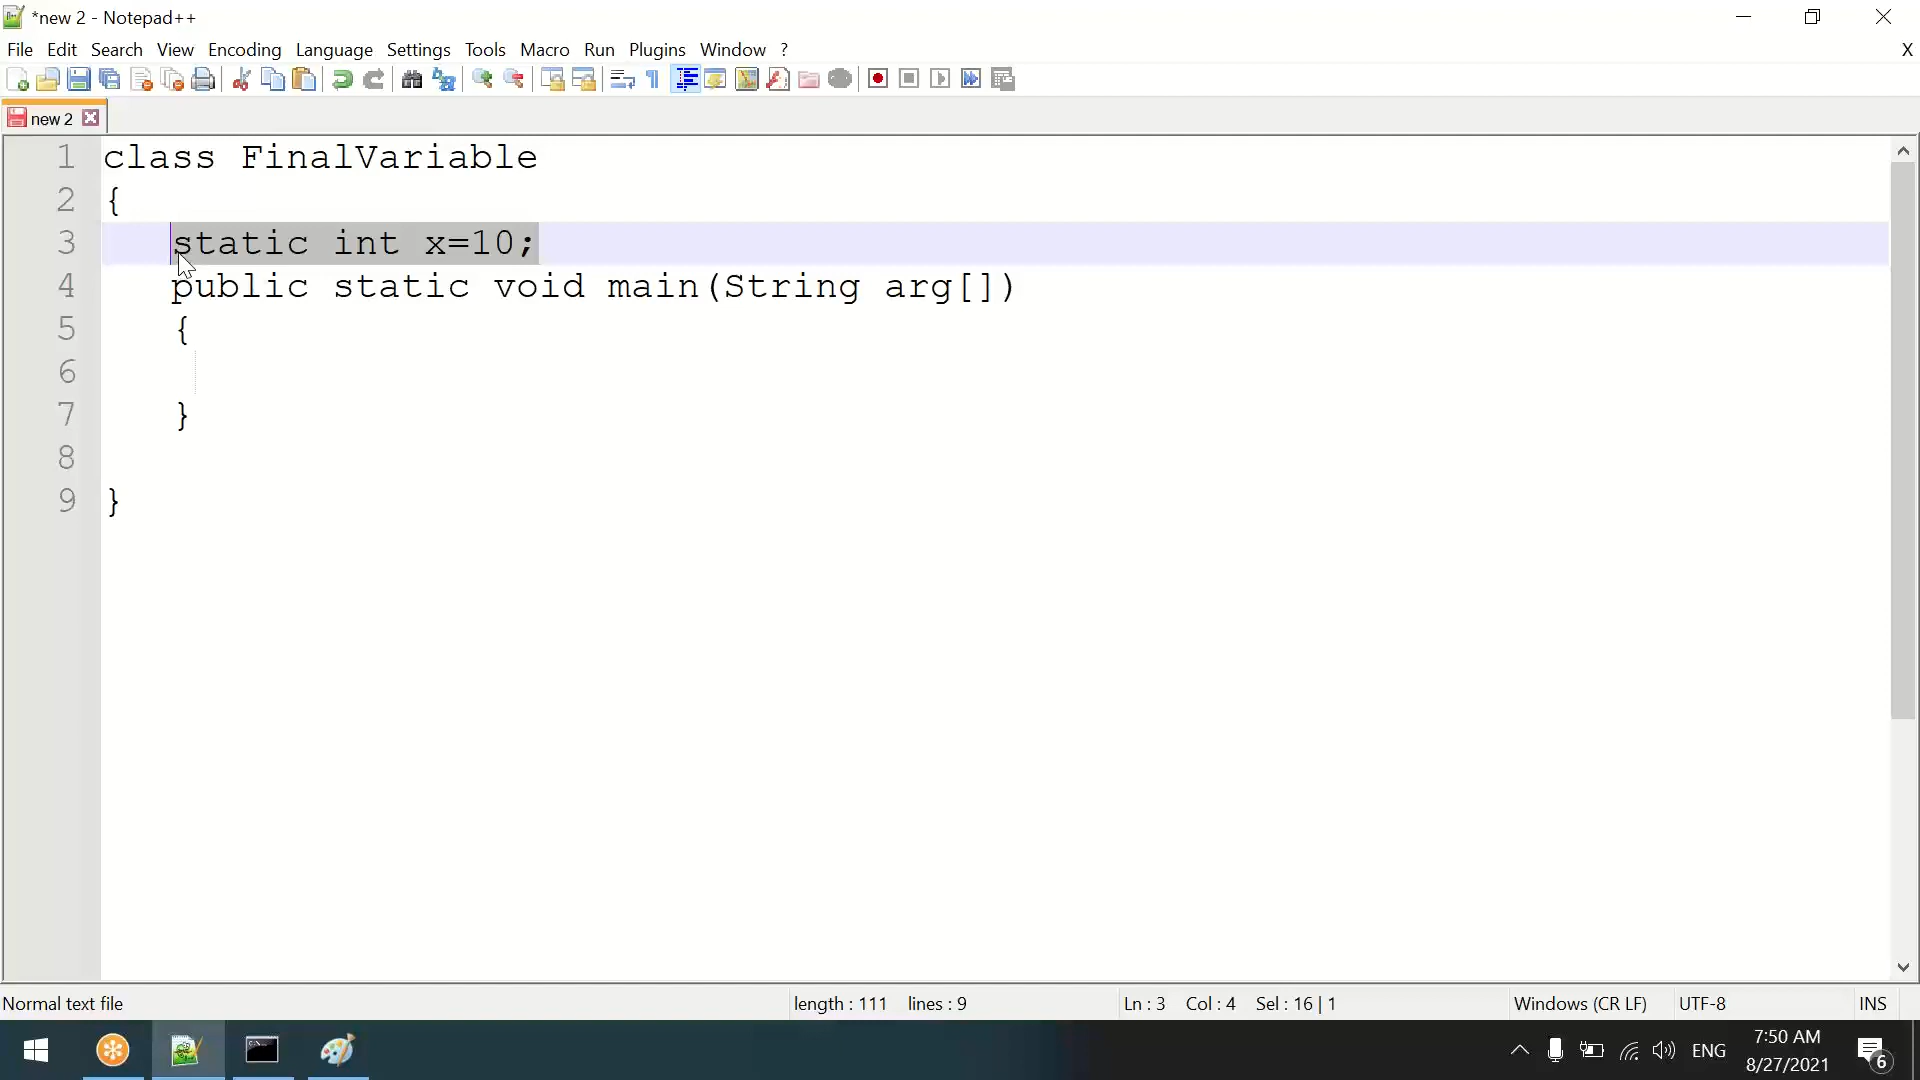 *new 2 - Notepad++
File Edit Search View Encoding Language Settings Tools Macro Run Plugins Window ? X
new 2
1 class FinalVariable
2 {
3 static int x=10;
4 public static void main(String arg[])
5 {
6
7 }
8
9 }
Normal text file length : 111 lines : 9 Ln : 3 Col : 4 Sel : 16 | 1 Windows (CR LF) UTF-8 INS
ENG
7:50 AM
8/27/2021
6